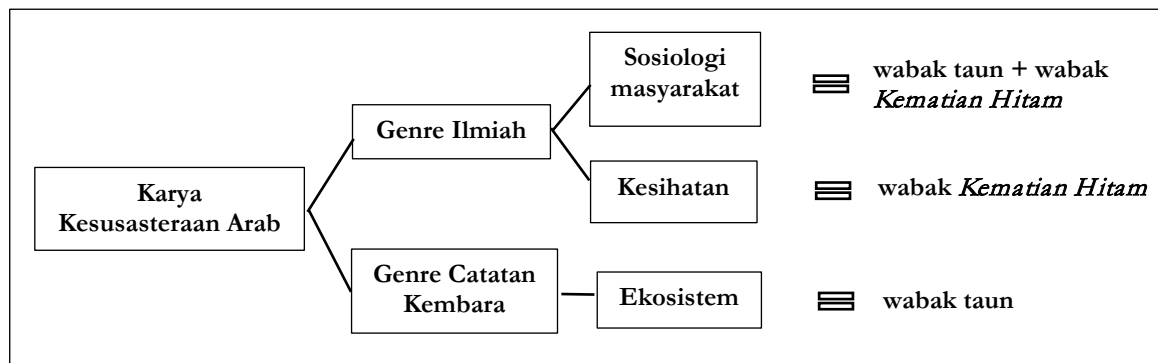 Sosiologi
masyarakat
wabak taun + wabak
Kematian Hitam
Genre Ilmiah
Kesihatan
wabak Kematian Hitam
Karya
Kesusasteraan Arab
Genre Catatan
Kembara
Ekosistem
wabak taun